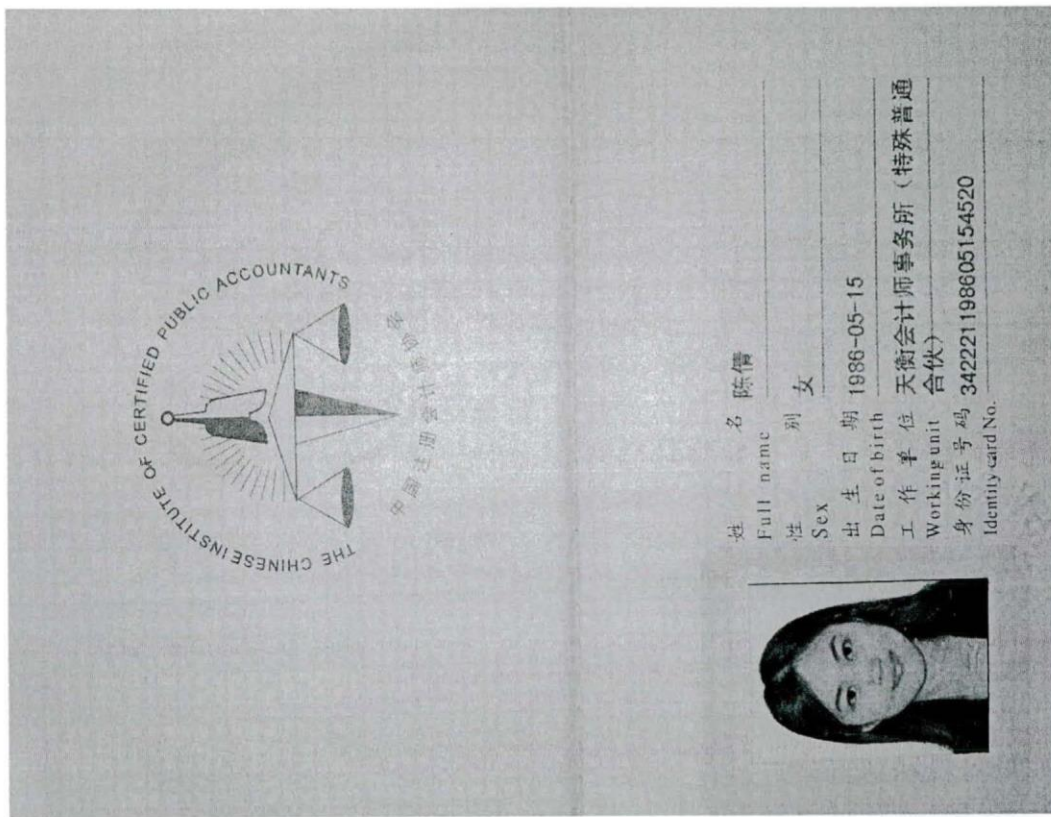 THE CHINESE INSTITUTE OF CERTIFIED PUBLIC ACCOUNTANTS
中国注册会计师协会
姓 名 陈倩
Full name
性 别 女
Sex
出 生 日 期 1986-05-15
Date of birth
工 作 单 位 天衡会计师事务所（特殊普通
Working unit 合伙）
身 份 证 号 码 342221198605154520
Identity card No.